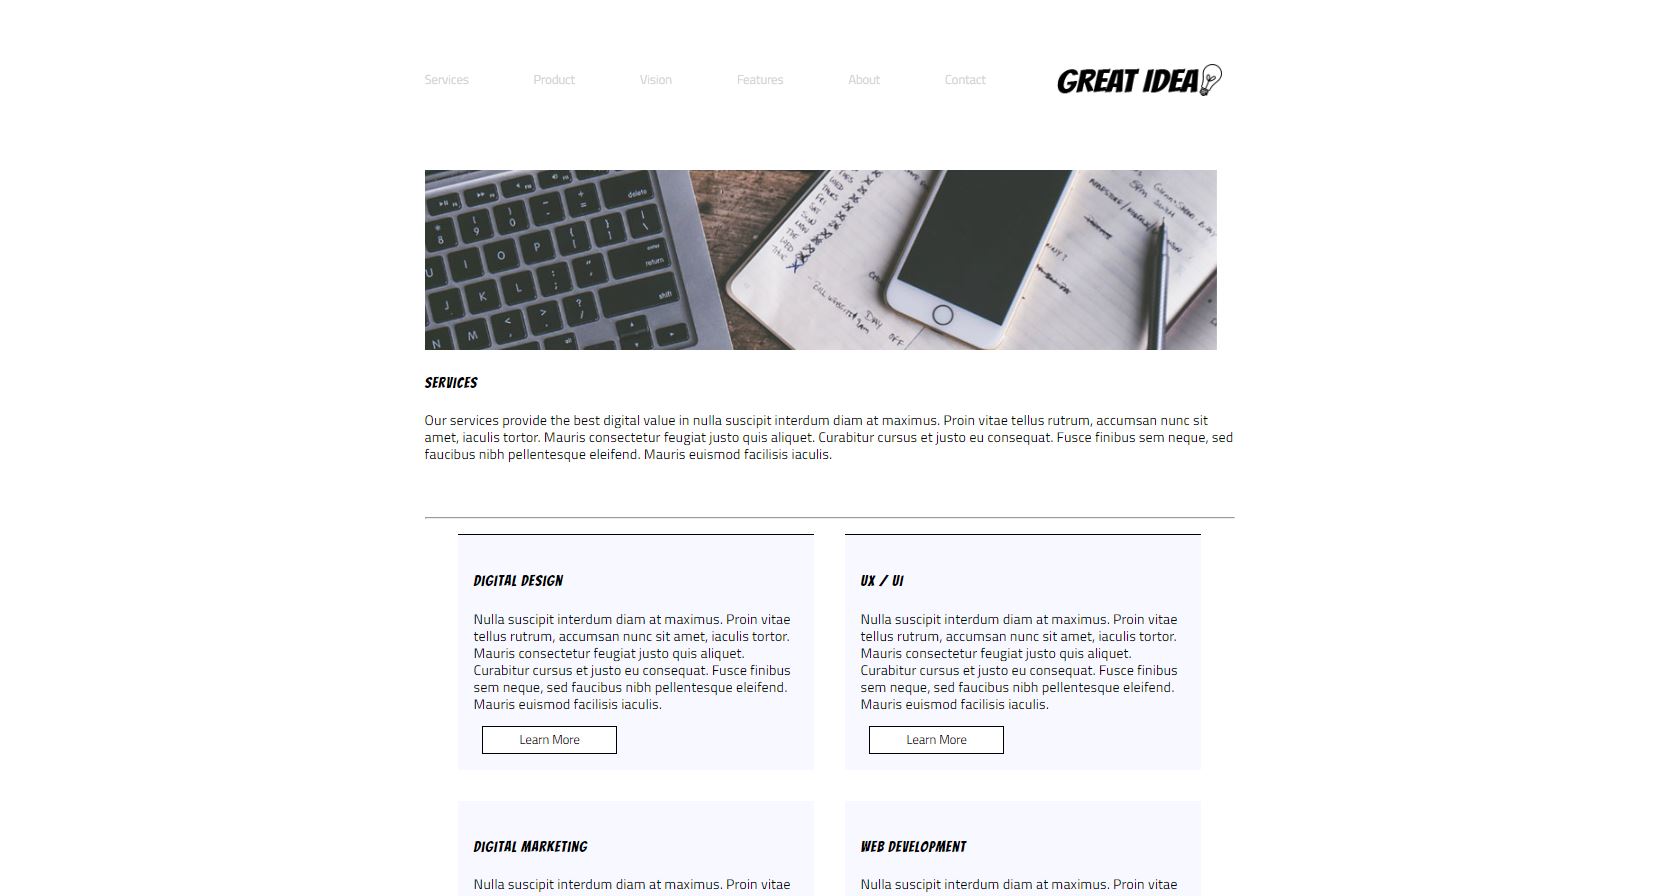 Services Product Vision Features About Contact GREAT IDEA
delete
enter
return
shift
BILL WEBSITE
DAY OFF
SERVICES
Our services provide the best digital value in nulla suscipit interdum diam at maximus. Proin vitae tellus rutrum, accumsan nunc sit
amet, iaculis tortor. Mauris consectetur feugiat justo quis aliquet. Curabitur cursus et justo eu consequat. Fusce finibus sem neque, sed
faucibus nibh pellentesque eleifend. Mauris euismod facilisis iaculis.
DIGITAL DESIGN
Nulla suscipit interdum diam at maximus. Proin vitae
tellus rutrum, accumsan nunc sit amet, iaculis tortor.
Mauris consectetur feugiat justo quis aliquet.
Curabitur cursus et justo eu consequat. Fusce finibus
sem neque, sed faucibus nibh pellentesque eleifend.
Mauris euismod facilisis iaculis.
Learn More
UX / UI
Nulla suscipit interdum diam at maximus. Proin vitae
tellus rutrum, accumsan nunc sit amet, iaculis tortor.
Mauris consectetur feugiat justo quis aliquet.
Curabitur cursus et justo eu consequat. Fusce finibus
sem neque, sed faucibus nibh pellentesque eleifend.
Mauris euismod facilisis iaculis.
Learn More
DIGITAL MARKETING
Nulla suscipit interdum diam at maximus. Proin vitae
WEB DEVELOPMENT
Nulla suscipit interdum diam at maximus. Proin vitae